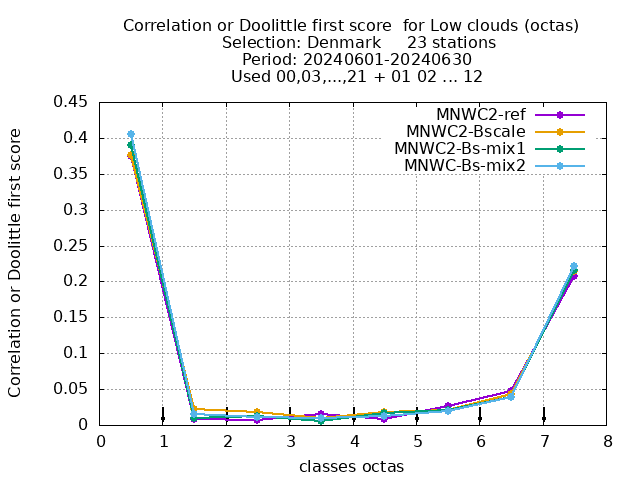 Correlation or Doolittle first score  for Low clouds (octas)
Selection: Denmark     23 stations
Period: 20240601-20240630
Used 00,03,...,21 + 01 02 ... 12
Correlation or Doolittle first score
0.45
0.4
0.35
0.3
0.25
0.2
0.15
0.1
0.05
0
MNWC2-ref
MNWC2-Bscale
MNWC2-Bs-mix1
MNWC-Bs-mix2
0 1 2 3 4 5 6 7 8
classes octas